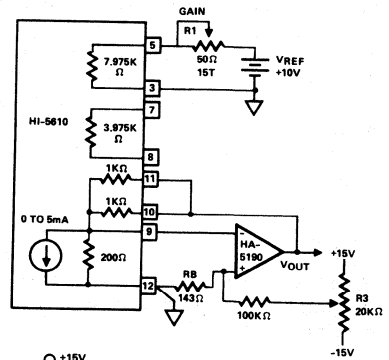 GAIN
5
R1
7.975K
Ω
50Ω
15T
VREF
+10V
3
7
HI-5610
3.975K
Ω
8
1KΩ
11
1KΩ
10
0 TO 5mA
9
200Ω
-
HA-
5190
+
VOUT
+15V
12
RB
143Ω
100KΩ
R3
20KΩ
-15V
+15V